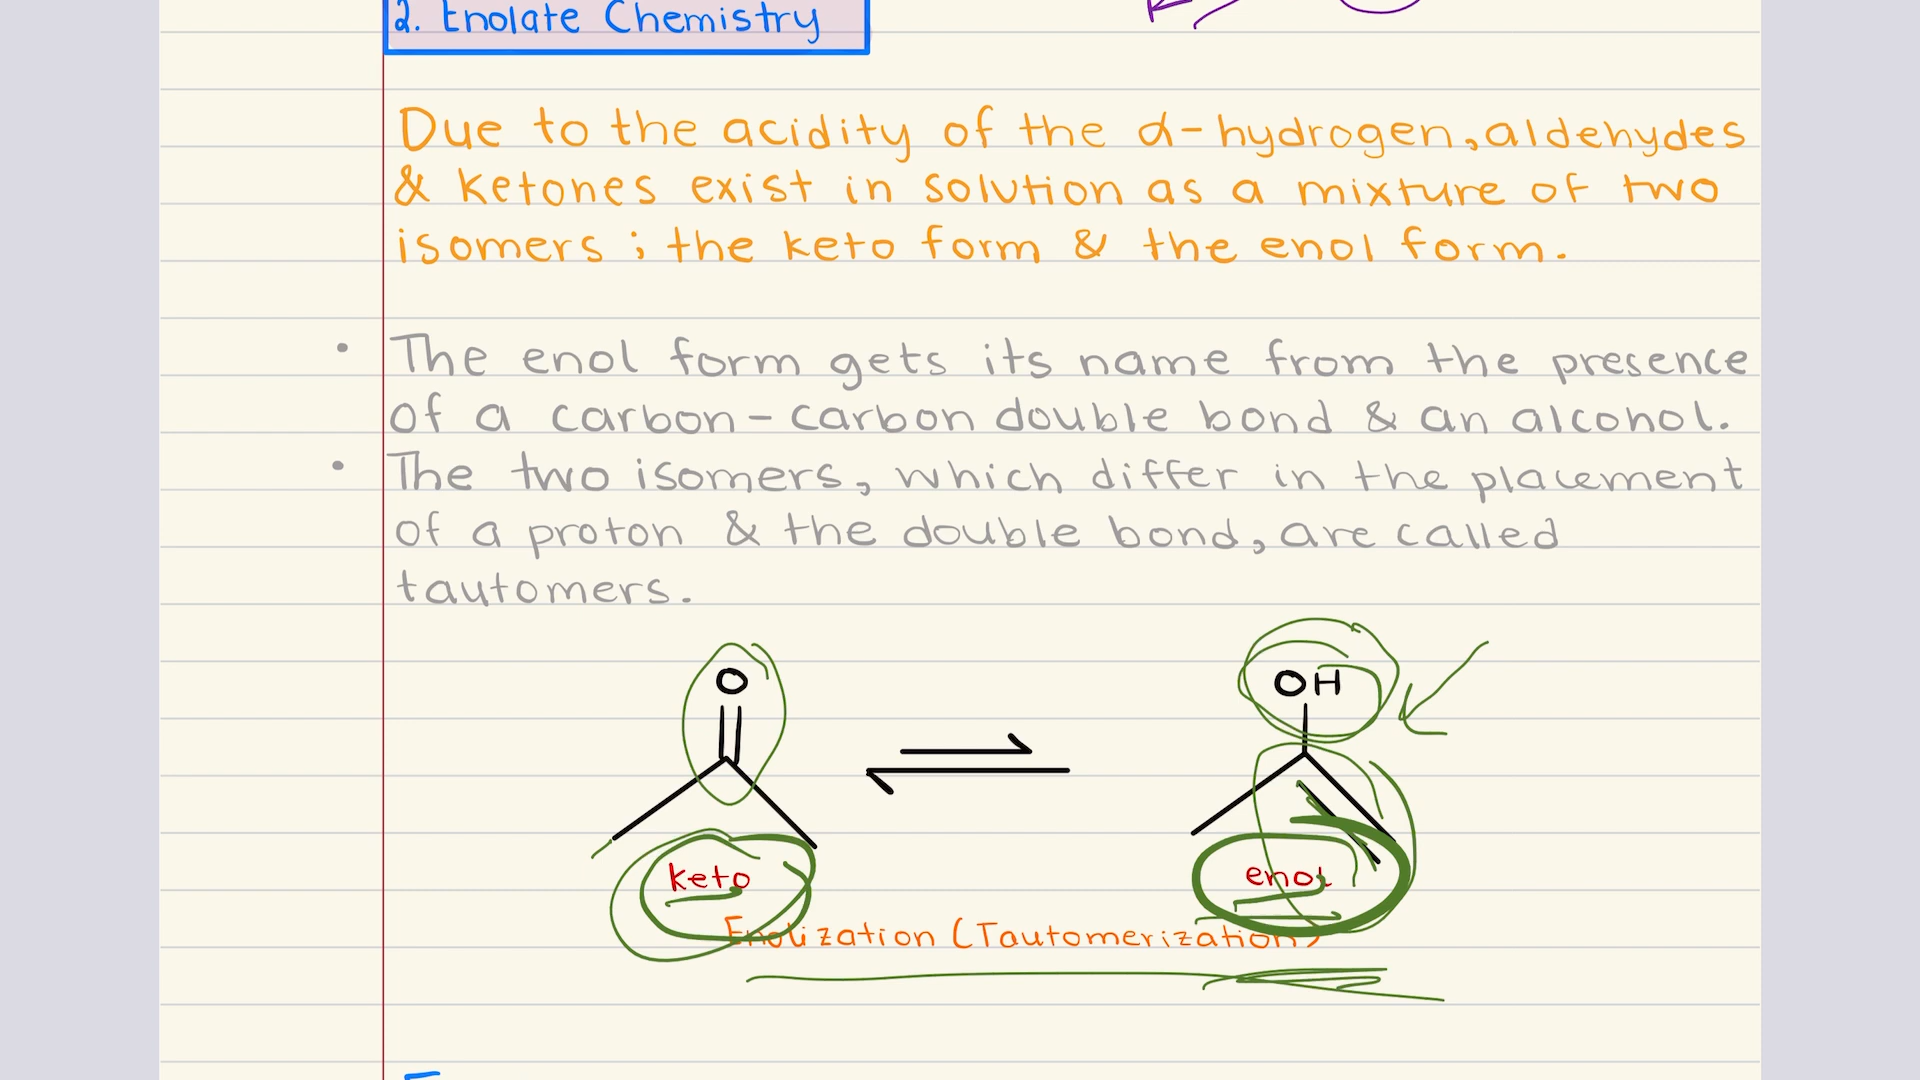 2. Enolate Chemistry
Due to the acidity of the α-hydrogen, aldehydes
& ketones exist in solution as a mixture of two
isomers; the keto form & the enol form.
• The enol form gets its name from the presence
of a carbon-carbon double bond & an alcohol.
• The two isomers, which differ in the placement
of a proton & the double bond, are called
tautomers.
O
OH
keto
enol
Enolization (Tautomerization)